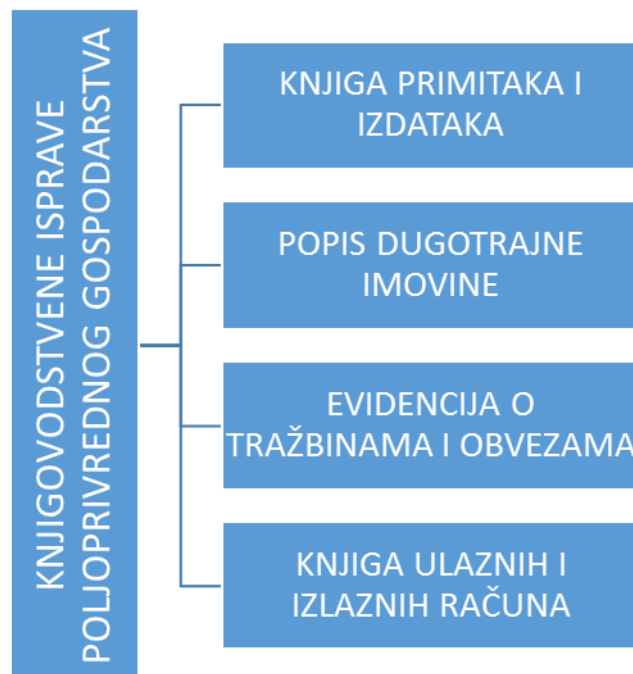 KNJIGOVODSTVENE ISPRAVE
POLJOPRIVREDNOG GOSPODARSTVA
KNJIGA PRIMITAKA I
IZDATAKA
POPIS DUGOTRAJNE
IMOVINE
EVIDENCIJA O
TRAŽBINAMA I OBVEZAMA
KNJIGA ULAZNIH I
IZLAZNIH RAČUNA